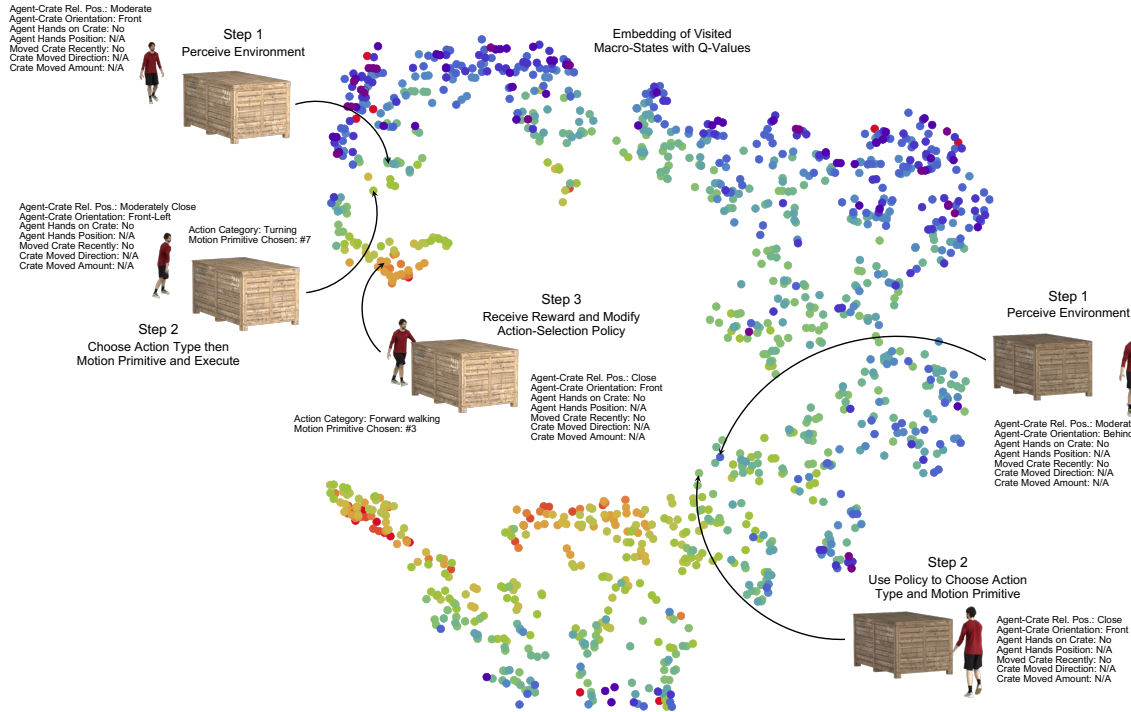 Agent-Crate Rel. Pos.: Moderate
Agent-Crate Orientation: Front
Agent Hands on Crate: No
Agent Hands Position: N/A
Moved Crate Recently: No
Crate Moved Direction: N/A
Crate Moved Amount: N/A
Step 1
Perceive Environment
Embedding of Visited
Macro-States with Q-Values
Agent-Crate Rel. Pos.: Moderately Close
Agent-Crate Orientation: Front-Left
Agent Hands on Crate: No
Agent Hands Position: N/A
Moved Crate Recently: No
Crate Moved Direction: N/A
Crate Moved Amount: N/A
Action Category: Turning
Motion Primitive Chosen: #7
Step 2
Choose Action Type then
Motion Primitive and Execute
Step 3
Receive Reward and Modify
Action-Selection Policy
Agent-Crate Rel. Pos.: Close
Agent-Crate Orientation: Front
Agent Hands on Crate: No
Agent Hands Position: N/A
Moved Crate Recently: No
Crate Moved Direction: N/A
Crate Moved Amount: N/A
Action Category: Forward walking
Motion Primitive Chosen: #3
Step 1
Perceive Environment
Agent-Crate Rel. Pos.: Moderat
Agent-Crate Orientation: Behind
Agent Hands on Crate: No
Agent Hands Position: N/A
Moved Crate Recently: No
Crate Moved Direction: N/A
Crate Moved Amount: N/A
Step 2
Use Policy to Choose Action
Type and Motion Primitive
Agent-Crate Rel. Pos.: Close
Agent-Crate Orientation: Front
Agent Hands on Crate: No
Agent Hands Position: N/A
Moved Crate Recently: No
Crate Moved Direction: N/A
Crate Moved Amount: N/A